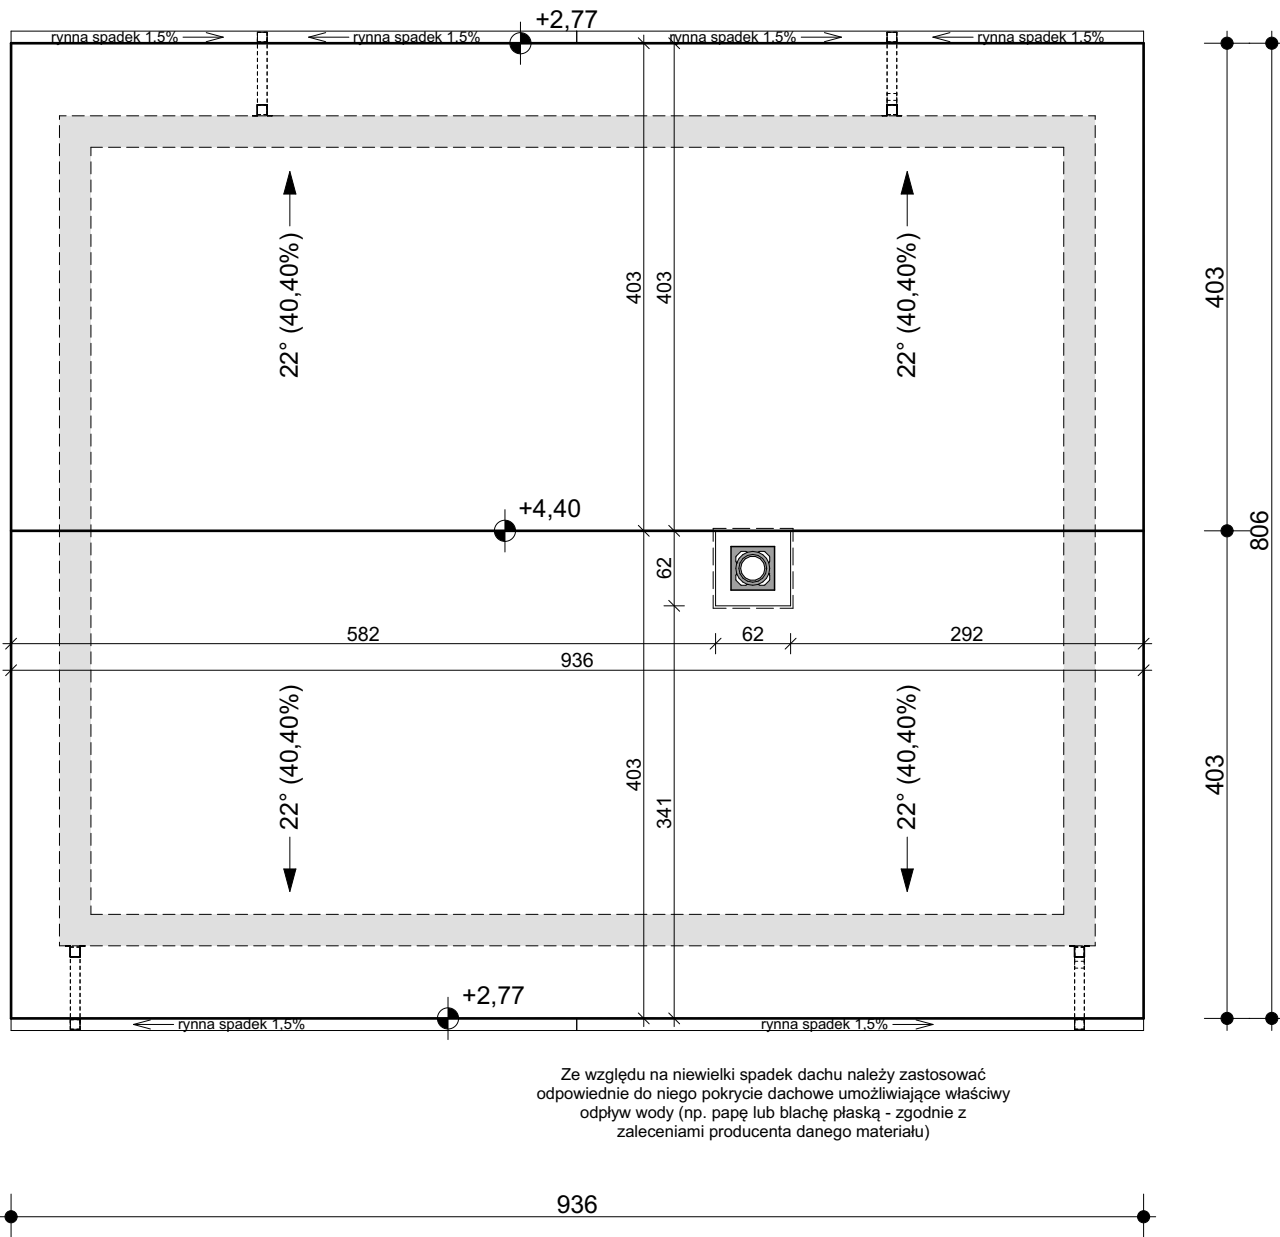 +2,77
rynna spadek 1,5%
rynna spadek 1,5%
rynna spadek 1,5%
rynna spadek 1,5%
22° (40,40%)
403
403
22° (40,40%)
403
+4,40
806
62
582
62
292
936
22° (40,40%)
403
341
22° (40,40%)
403
+2,77
rynna spadek 1,5%
rynna spadek 1,5%
Ze względu na niewielki spadek dachu należy zastosować
odpowiednie do niego pokrycie dachowe umożliwiające właściwy
odpływ wody (np. papę lub blachę płaską - zgodnie z
zaleceniami producenta danego materiału)
936